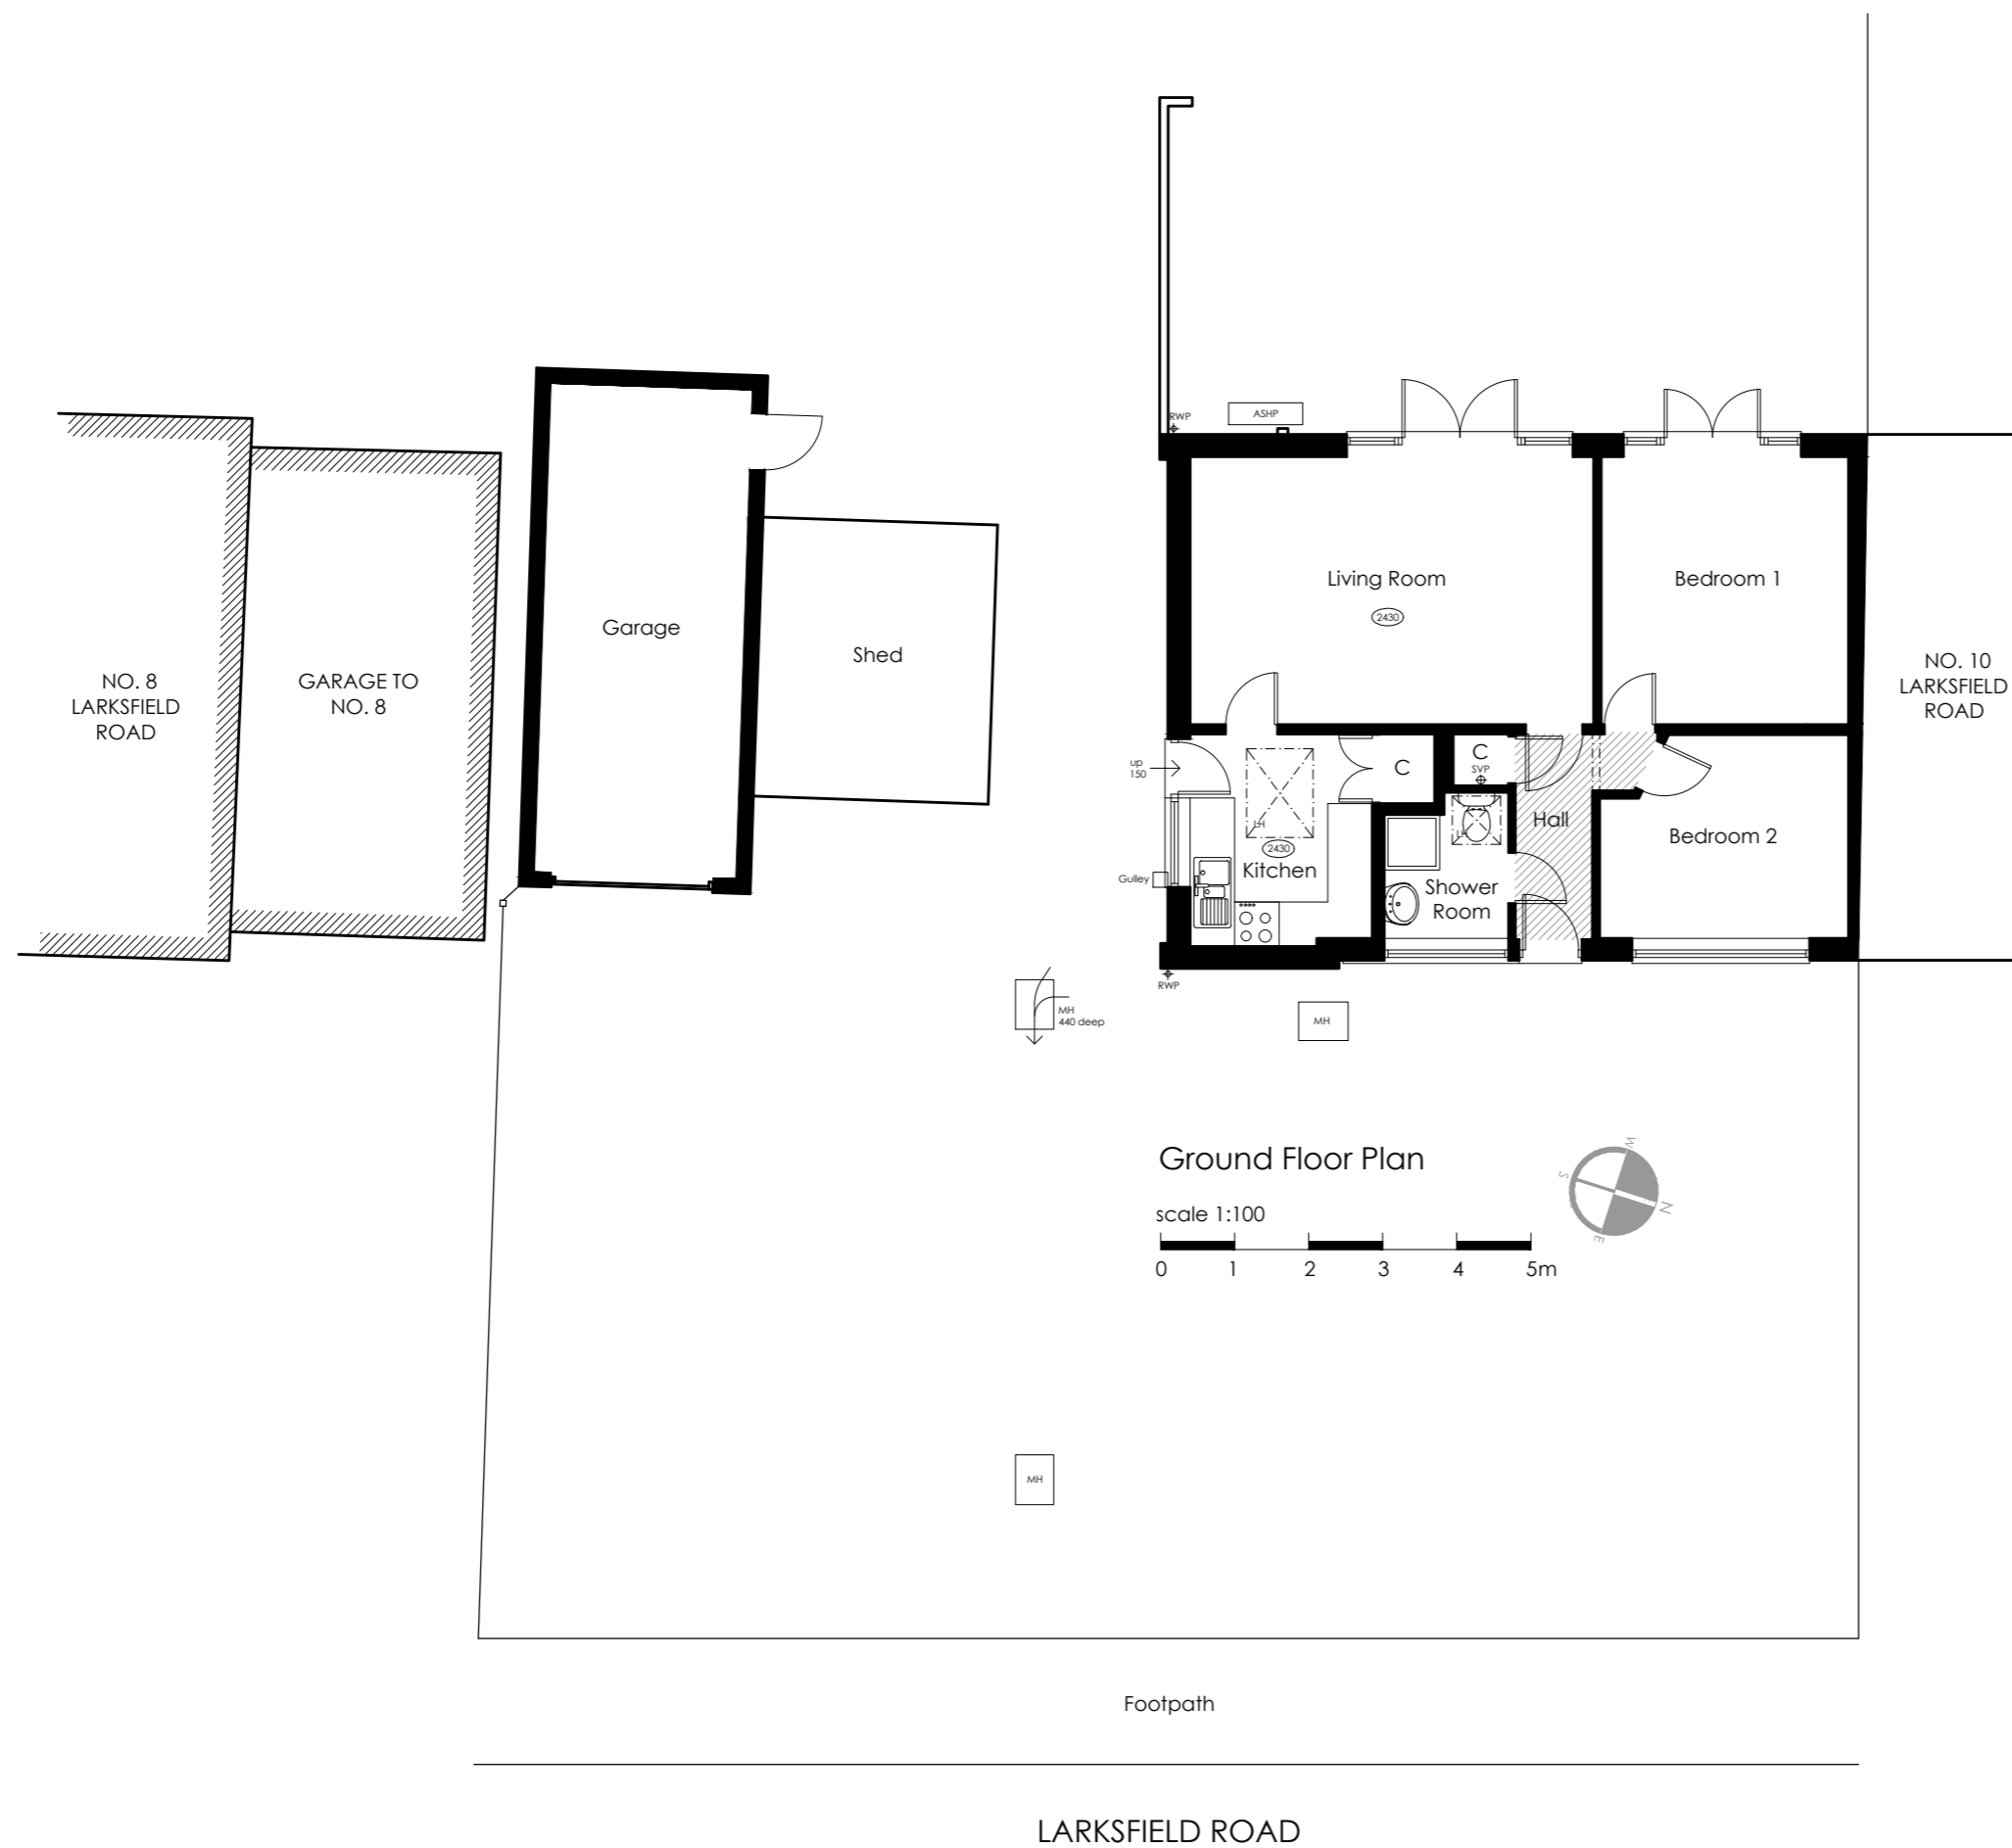 RWP
ASHP
Living Room
2430
Bedroom 1
Garage
Shed
NO. 8
LARKSFIELD
ROAD
GARAGE TO
NO. 8
NO. 10
LARKSFIELD
ROAD
up
150
C
C
SVP
LH
2430
Kitchen
LH
Hall
Bedroom 2
Gulley
Shower
Room
RWP
MH
440 deep
MH
Ground Floor Plan
scale 1:100
0 1 2 3 4 5m
W
S
N
E
MH
Footpath
LARKSFIELD ROAD